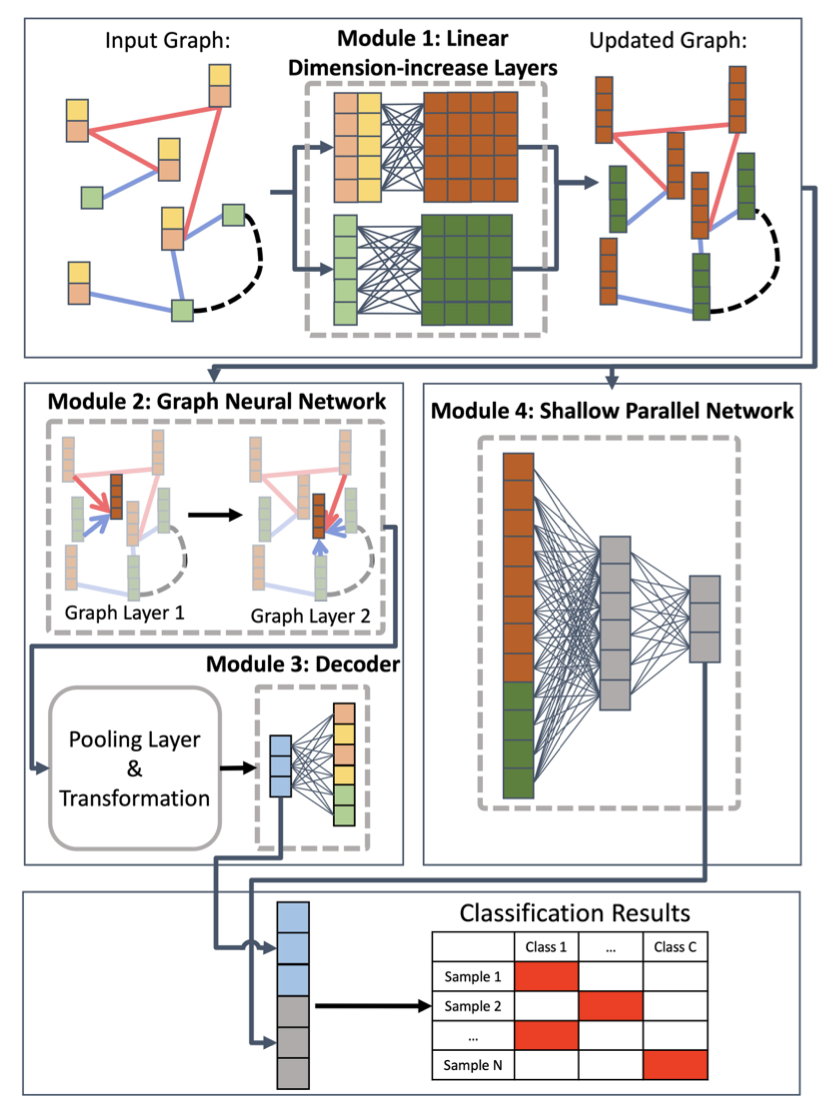 Input Graph:
Module 1: Linear
Dimension-increase Layers
Updated Graph:
Module 2: Graph Neural Network
Graph Layer 1
Graph Layer 2
Module 3: Decoder
Pooling Layer
&
Transformation
Module 4: Shallow Parallel Network
Classification Results
Class 1 ... Class C
Sample 1
Sample 2
...
Sample N